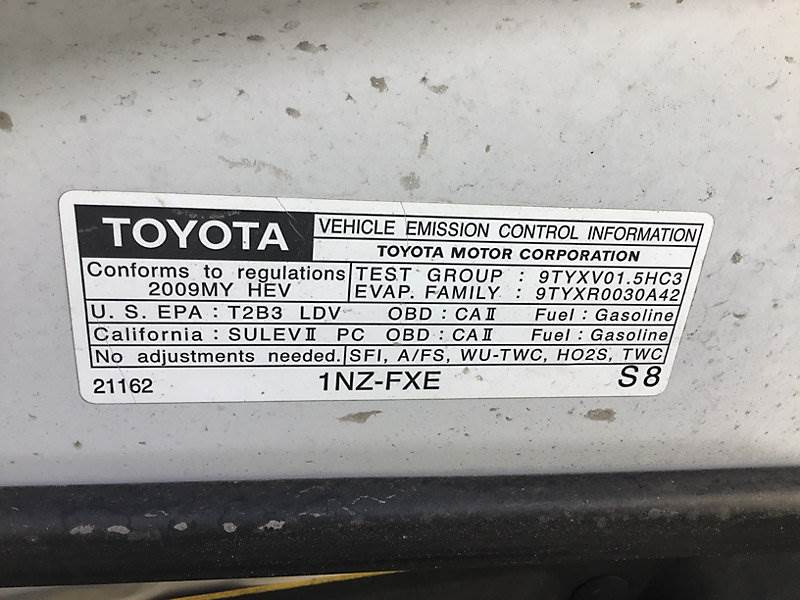 TOYOTA
VEHICLE EMISSION CONTROL INFORMATION
TOYOTA MOTOR CORPORATION
Conforms to regulations
2009MY HEV
TEST GROUP : 9TYXV01.5HC3
EVAP. FAMILY : 9TYXR0030A42
U. S. EPA : T2B3 LDV OBD : CAⅡ Fuel : Gasoline
California : SULEVⅡ PC OBD : CAⅡ Fuel : Gasoline
No adjustments needed. SFI, A/FS, WU-TWC, HO2S, TWC
21162 1NZ-FXE S8